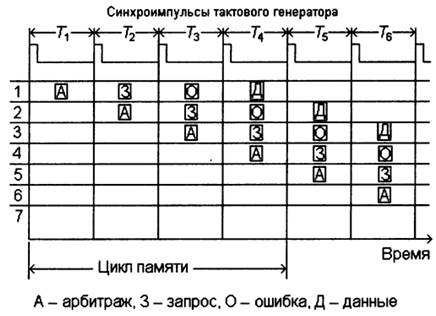 Синхроимпульсы тактового генератора
T1 T2 T3 T4 T5 T6
1 А З О Д
2 А З О Д
3 А З О Д
4 А З О
5 А З
6 А
7
Время
Цикл памяти
А – арбитраж, З – запрос, О – ошибка, Д – данные